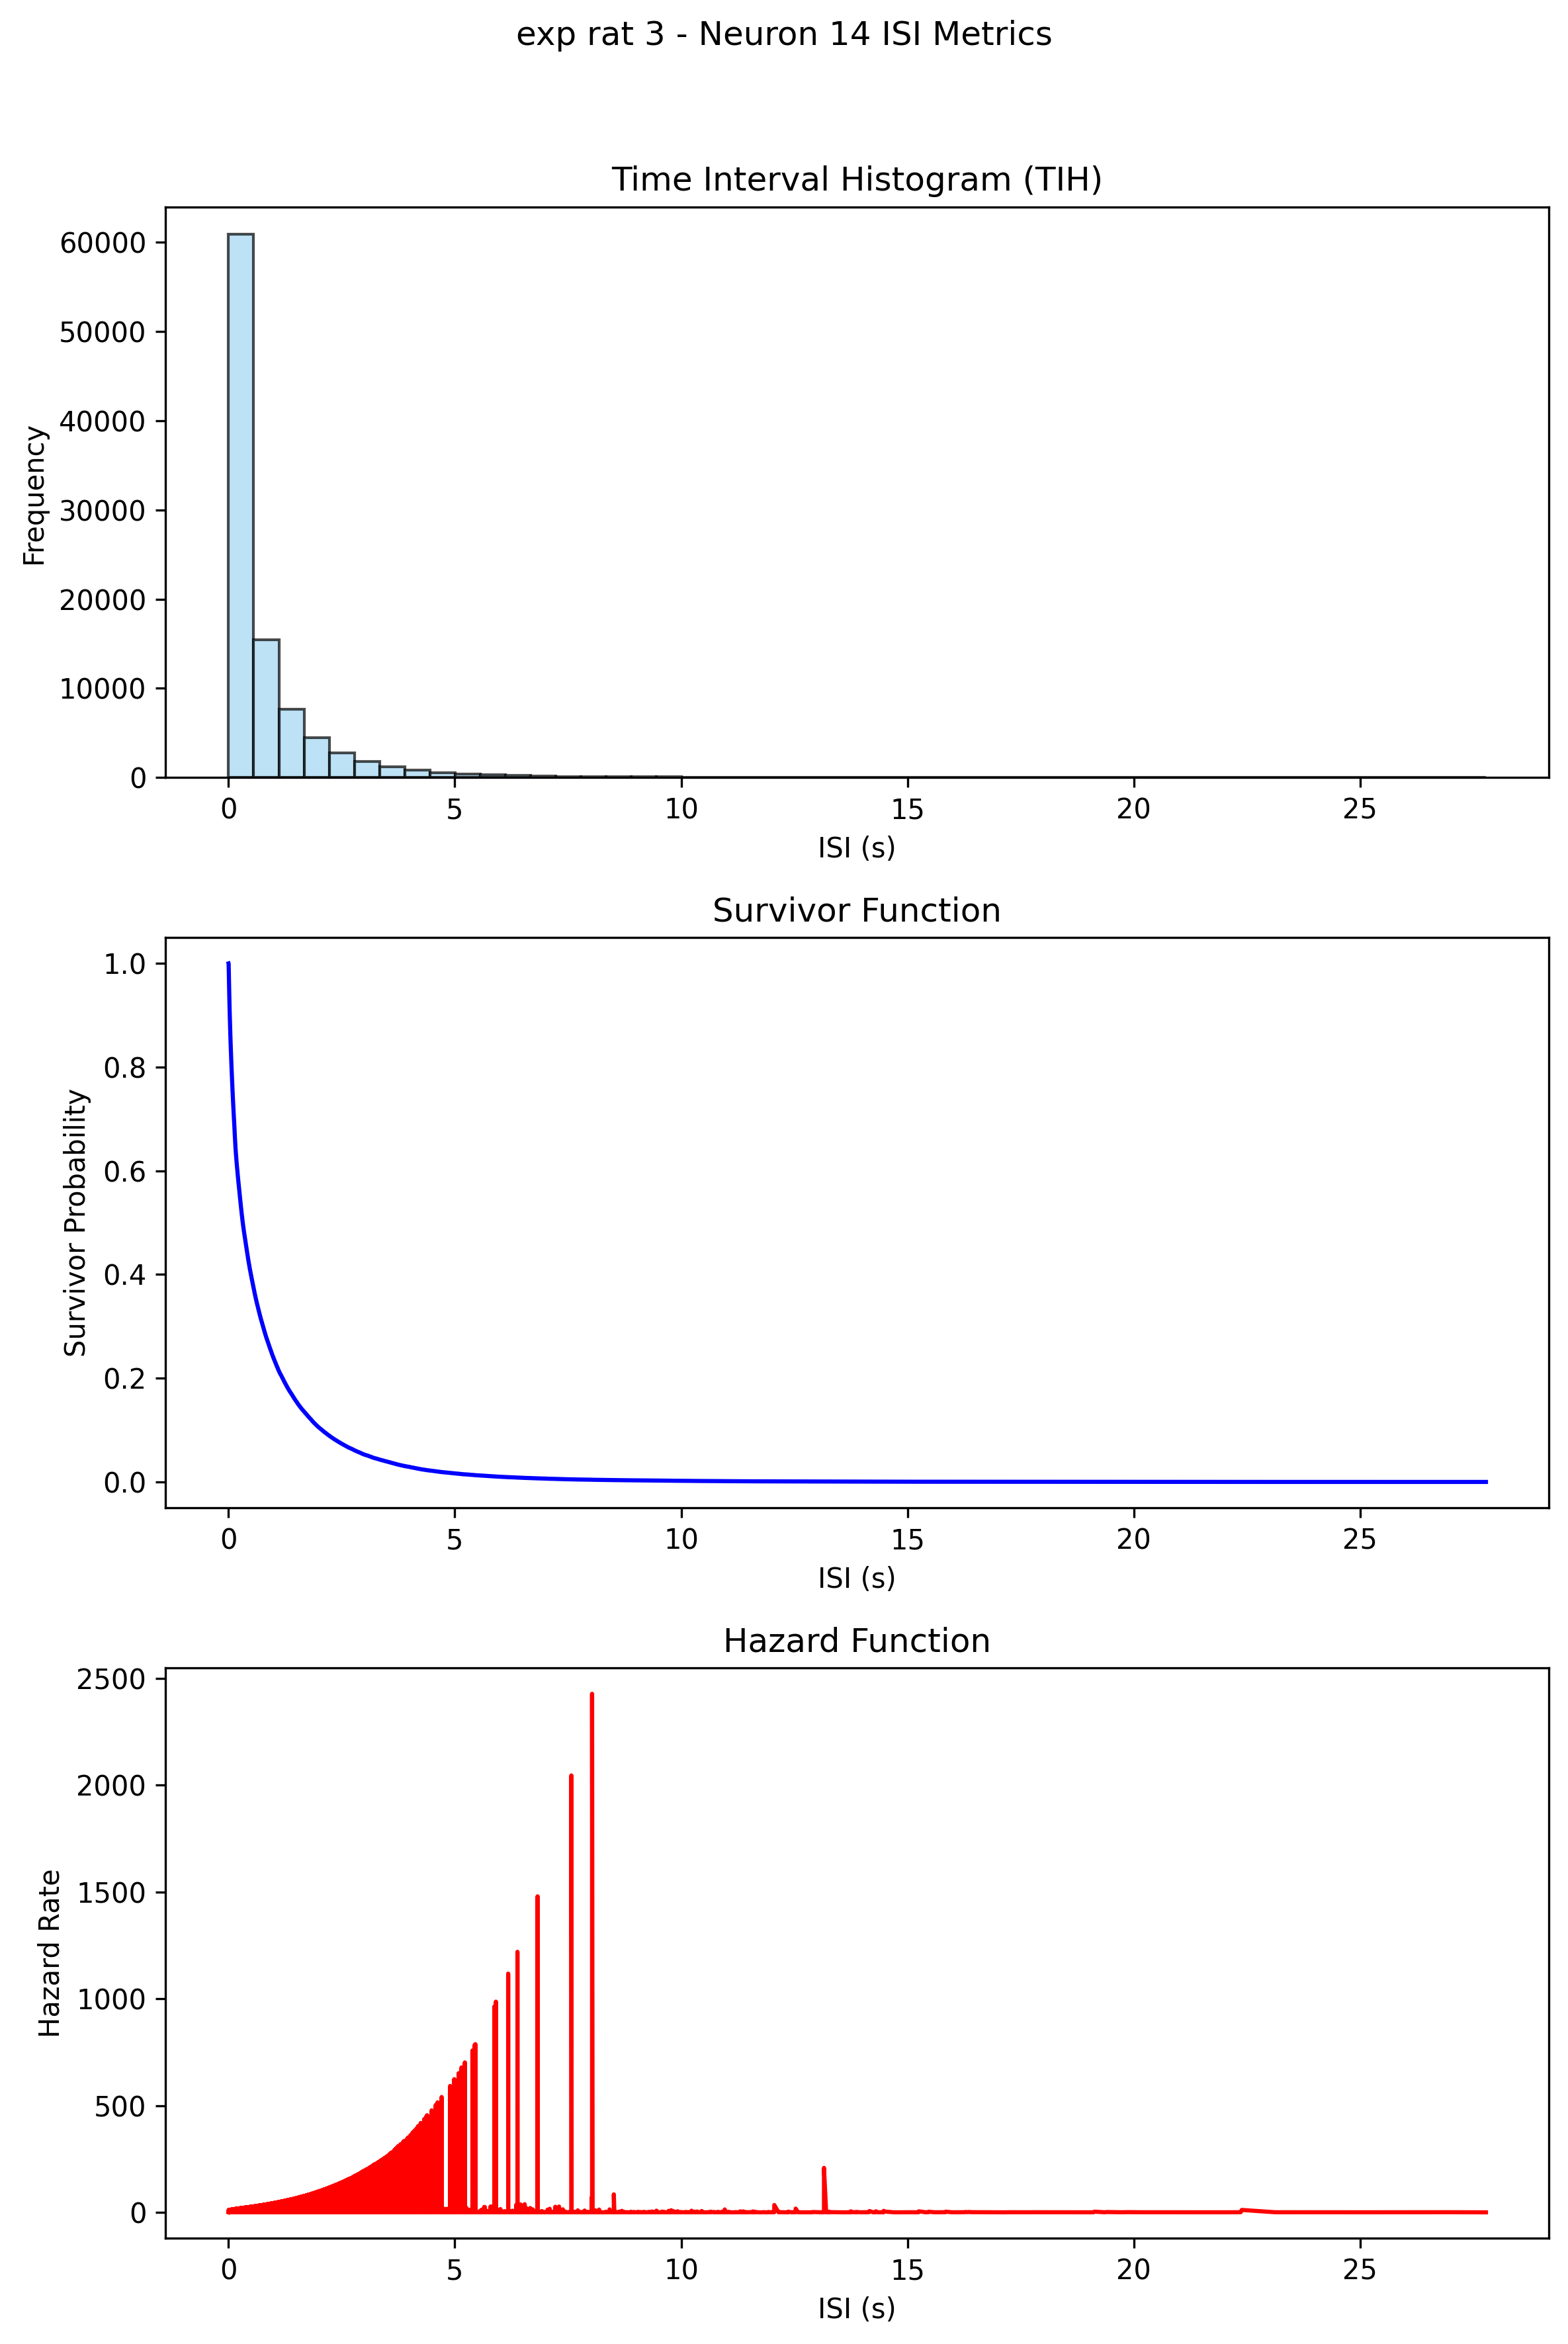 exp rat 3 - Neuron 14 ISI Metrics
Time Interval Histogram (TIH)
60000
50000
40000
30000
20000
10000
0
Frequency
0 5 10 15 20 25
ISI (s)
Survivor Function
1.0
0.8
0.6
0.4
0.2
0.0
Survivor Probability
0 5 10 15 20 25
ISI (s)
Hazard Function
2500
2000
1500
1000
500
0
Hazard Rate
0 5 10 15 20 25
ISI (s)